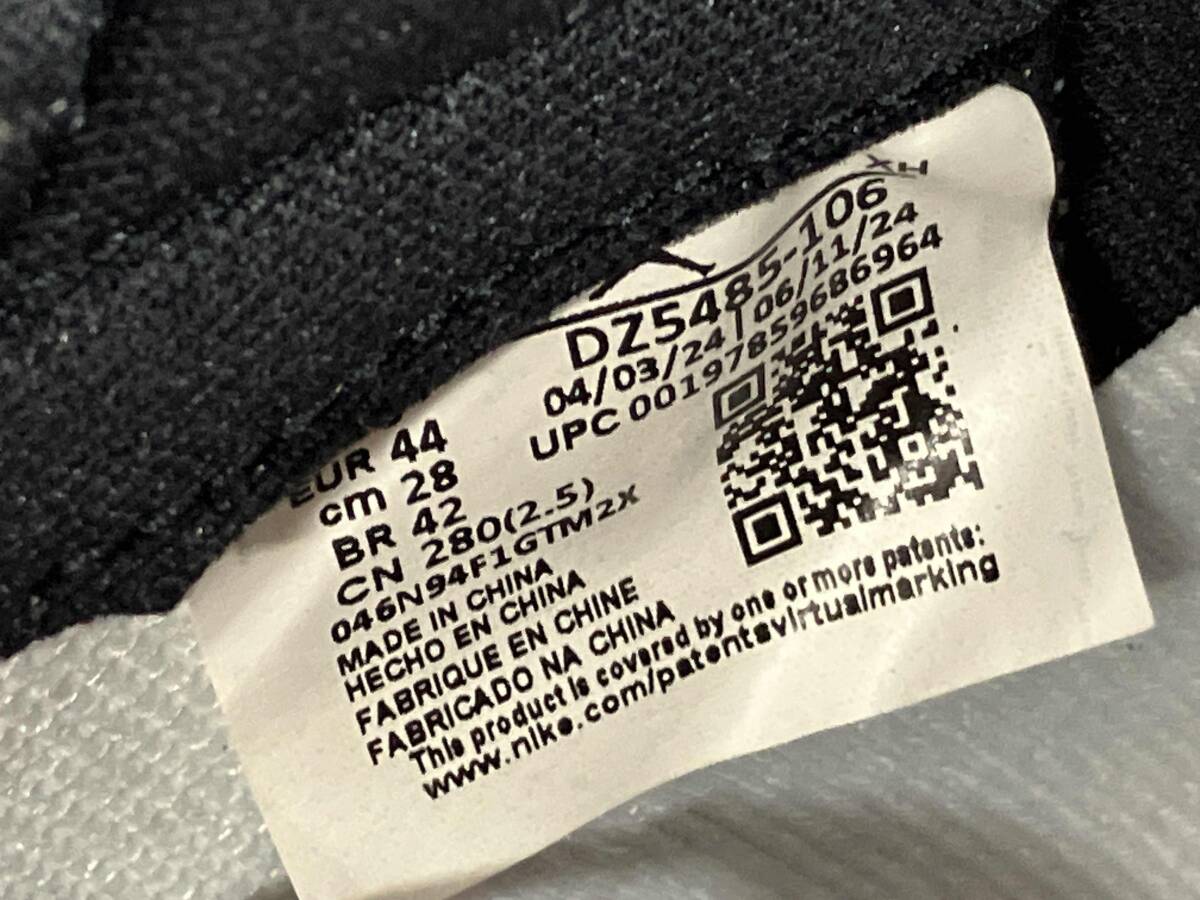 XH
DZ5485-106
04/03/24 | 06/11/24
UPC 00197859686964
EUR 44
cm 28
BR 42
CN 280(2.5)
046N94F1GTM2X
MADE IN CHINA
HECHO EN CHINA
FABRIQUE EN CHINE
FABRICADO NA CHINA
This product is covered by one or more patents:
www.nike.com/patentsvirtualmarking